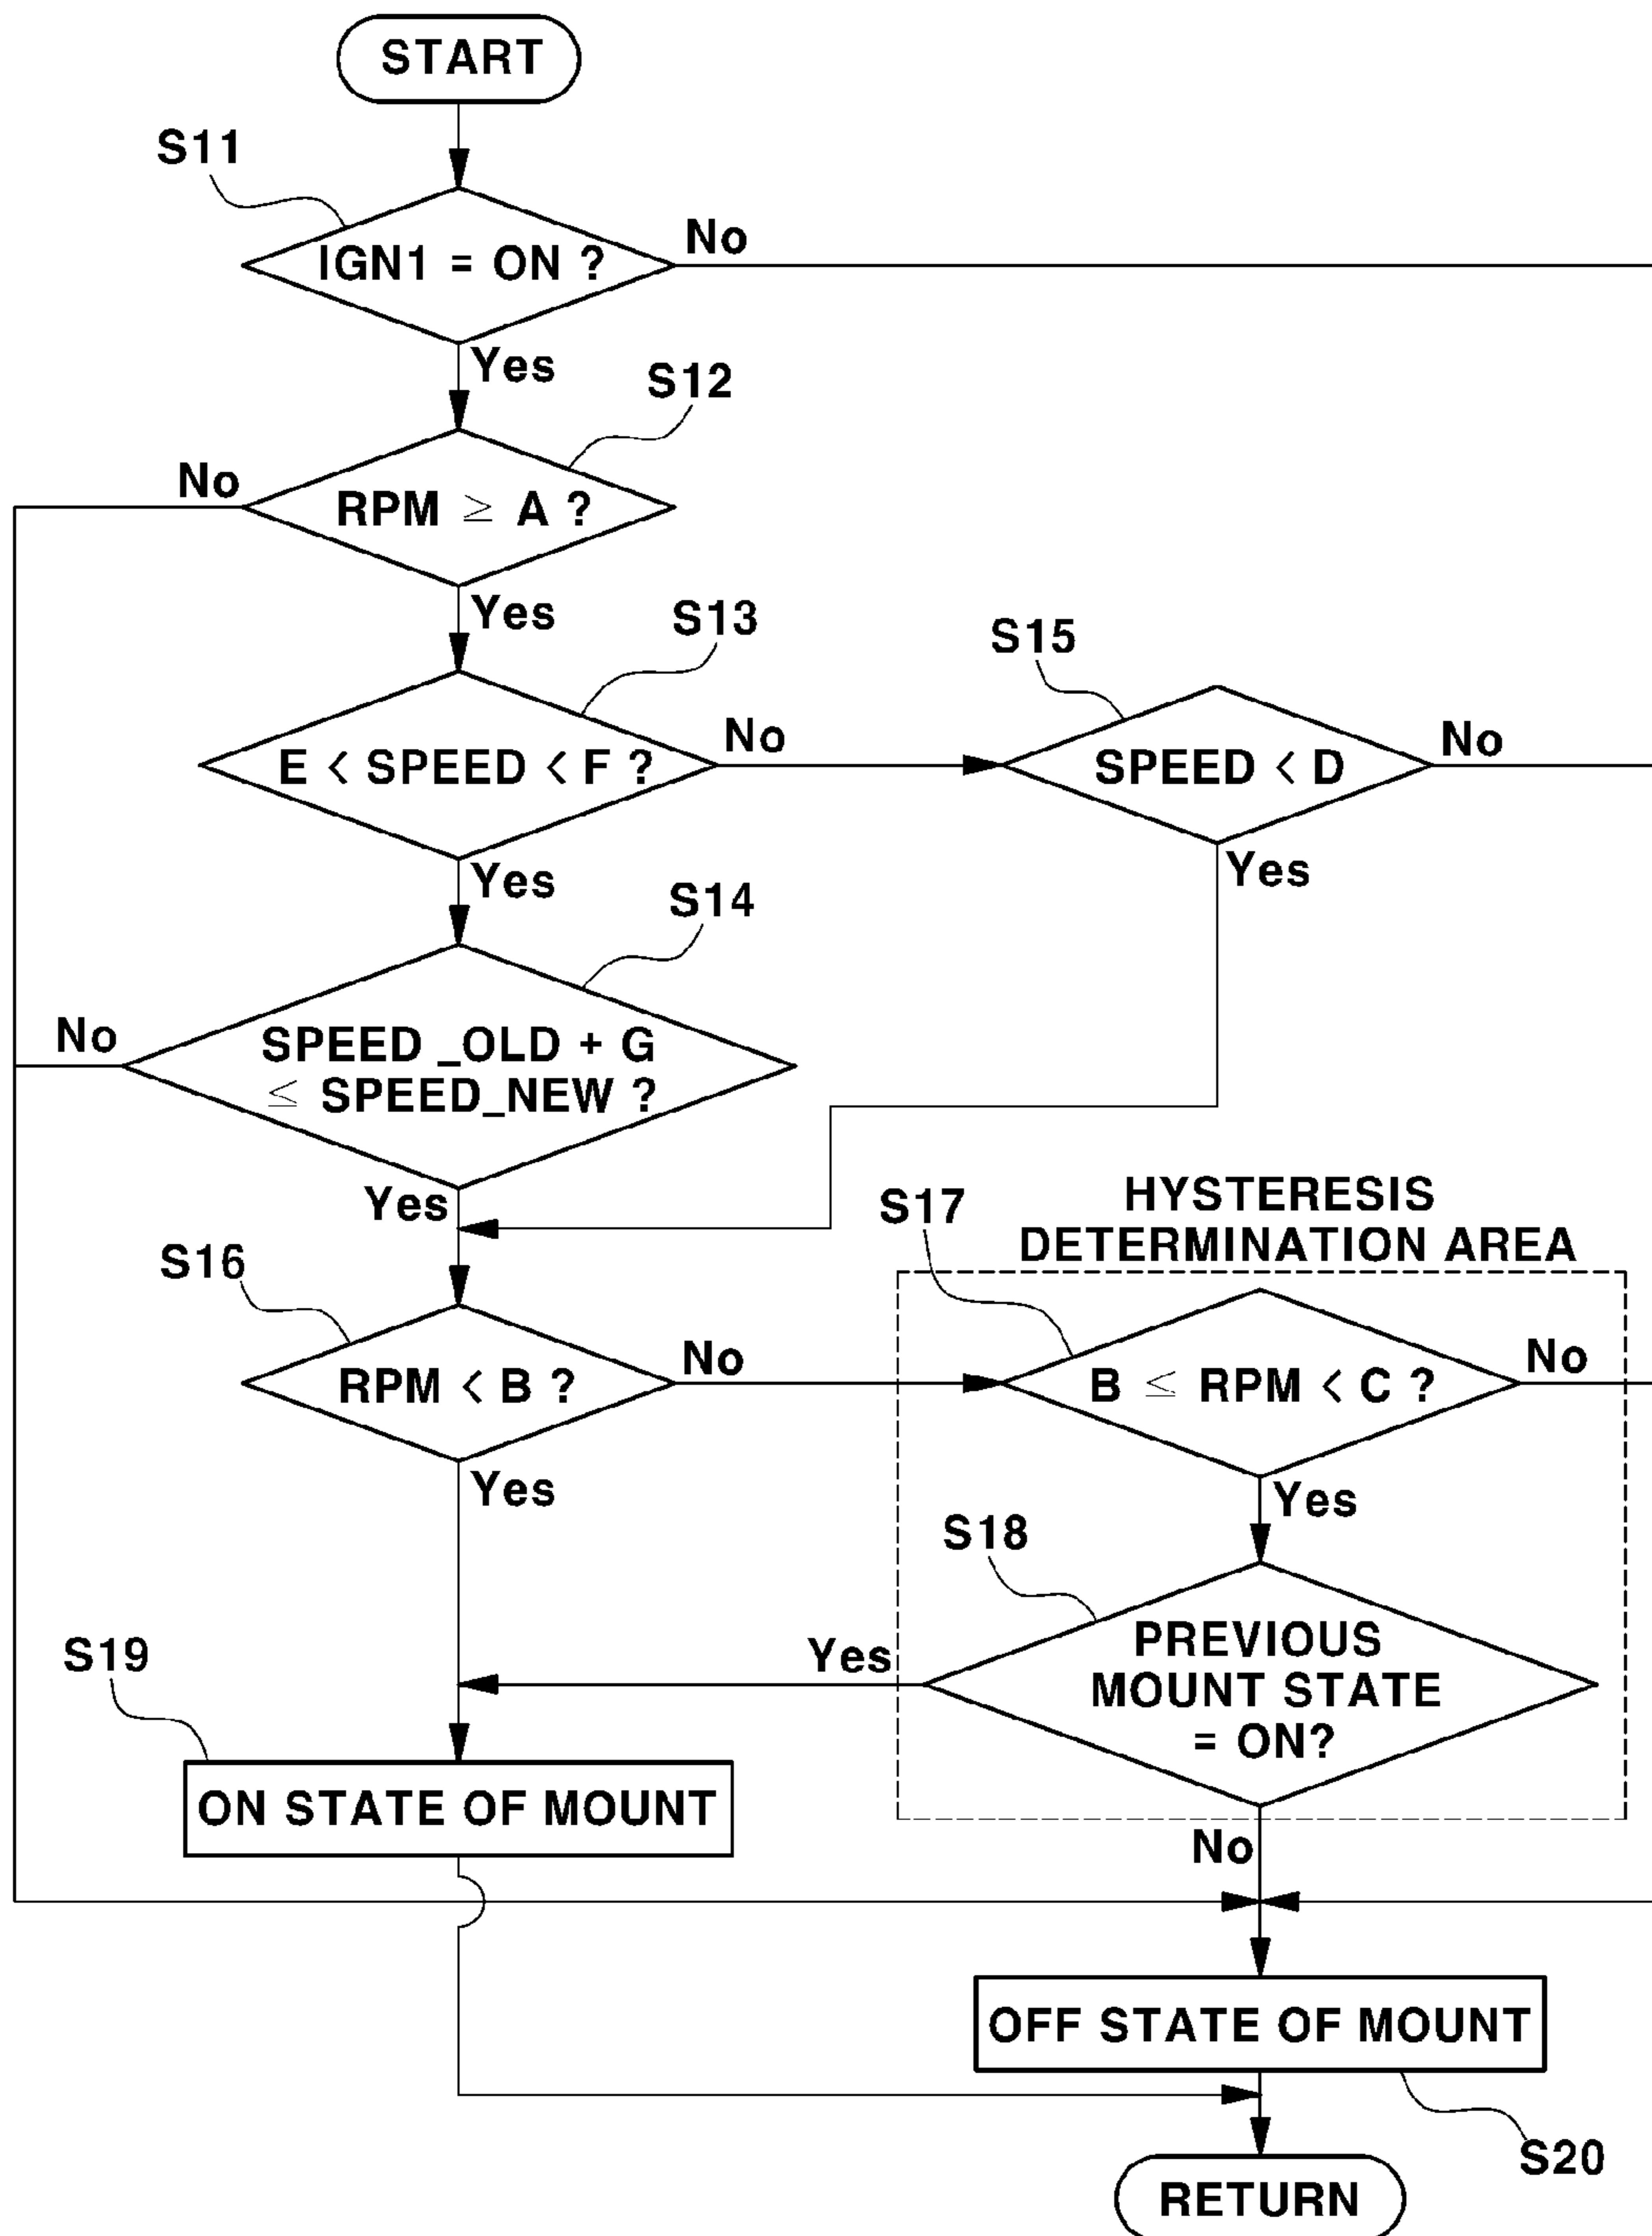 START
S11
IGN1 = ON ?
No
Yes
S12
No
RPM ≥ A ?
Yes
S13
S15
E < SPEED < F ?
No
SPEED < D
No
Yes
Yes
S14
No
SPEED _OLD + G
≤ SPEED_NEW ?
Yes
S17
HYSTERESIS
DETERMINATION AREA
S16
RPM < B ?
No
B ≤ RPM < C ?
No
Yes
Yes
S18
S19
Yes
PREVIOUS
MOUNT STATE
= ON?
ON STATE OF MOUNT
No
OFF STATE OF MOUNT
S20
RETURN